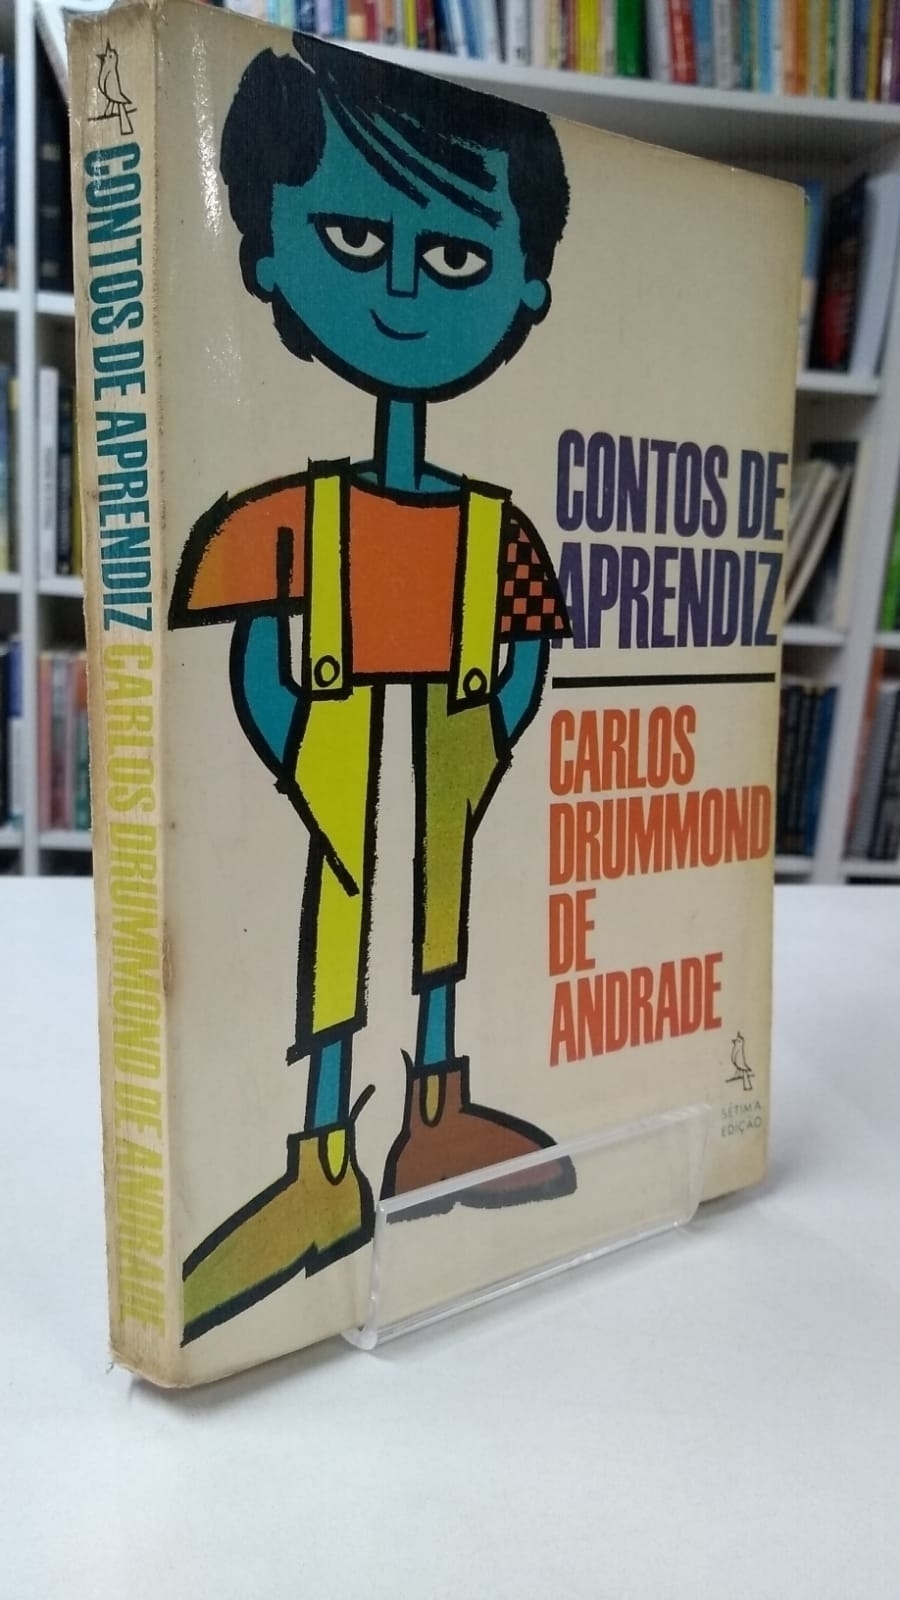 CONTOS DE APRENDIZ CARLOS DRUMMOND DE ANDRADE
CONTOS DE
APRENDIZ
CARLOS
DRUMMOND
DE
ANDRADE
SÉTIMA
EDIÇÃO